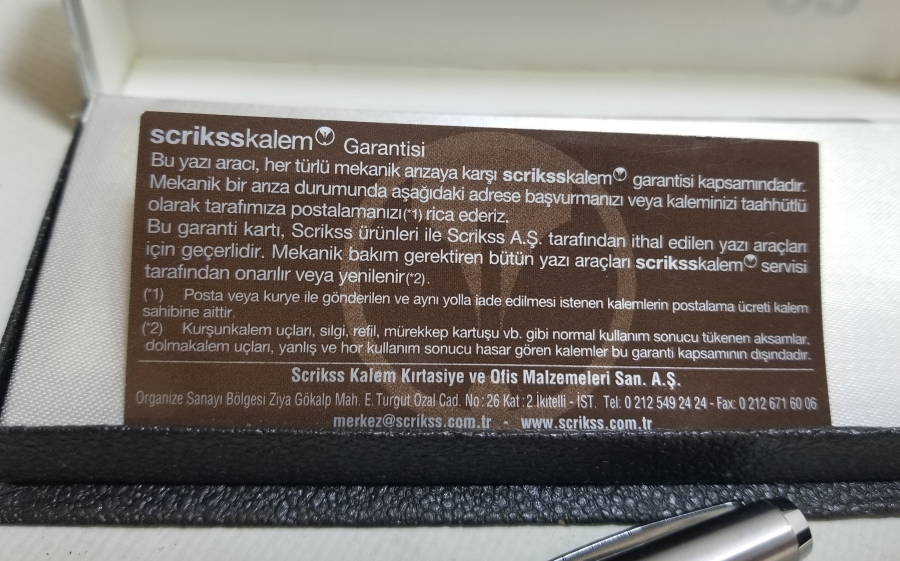 scriksskalem Garantisi
Bu yazı aracı, her türlü mekanik arızaya karşı scriksskalem garantisi kapsamındadır.
Mekanik bir arıza durumunda aşağıdaki adrese başvurmanızı veya kaleminizi taahhütlü
olarak tarafımıza postalamanızı(*1) rica ederiz.
Bu garanti kartı, Scrikss ürünleri ile Scrikss A.Ş. tarafından ithal edilen yazı araçları
için geçerlidir. Mekanik bakım gerektiren bütün yazı araçları scriksskalem servisi
tarafından onarılır veya yenilenir(*2).
(*1) Posta veya kurye ile gönderilen ve aynı yolla iade edilmesi istenen kalemlerin postalama ücreti kalem
sahibine aittir.
(*2) Kurşunkalem uçları, silgi, refil, mürekkep kartuşu vb. gibi normal kullanım sonucu tükenen aksamlar,
dolmakalem uçları, yanlış ve hor kullanım sonucu hasar gören kalemler bu garanti kapsamının dışındadır.
Scrikss Kalem Kırtasiye ve Ofis Malzemeleri San. A.Ş.
Organize Sanayi Bölgesi Ziya Gökalp Mah. E.Turgut Özal Cad. No: 26 Kat : 2 İkitelli - İST. Tel: 0 212 549 24 24 - Fax: 0 212 671 60 06
merkez@scrikss.com.tr - www.scrikss.com.tr